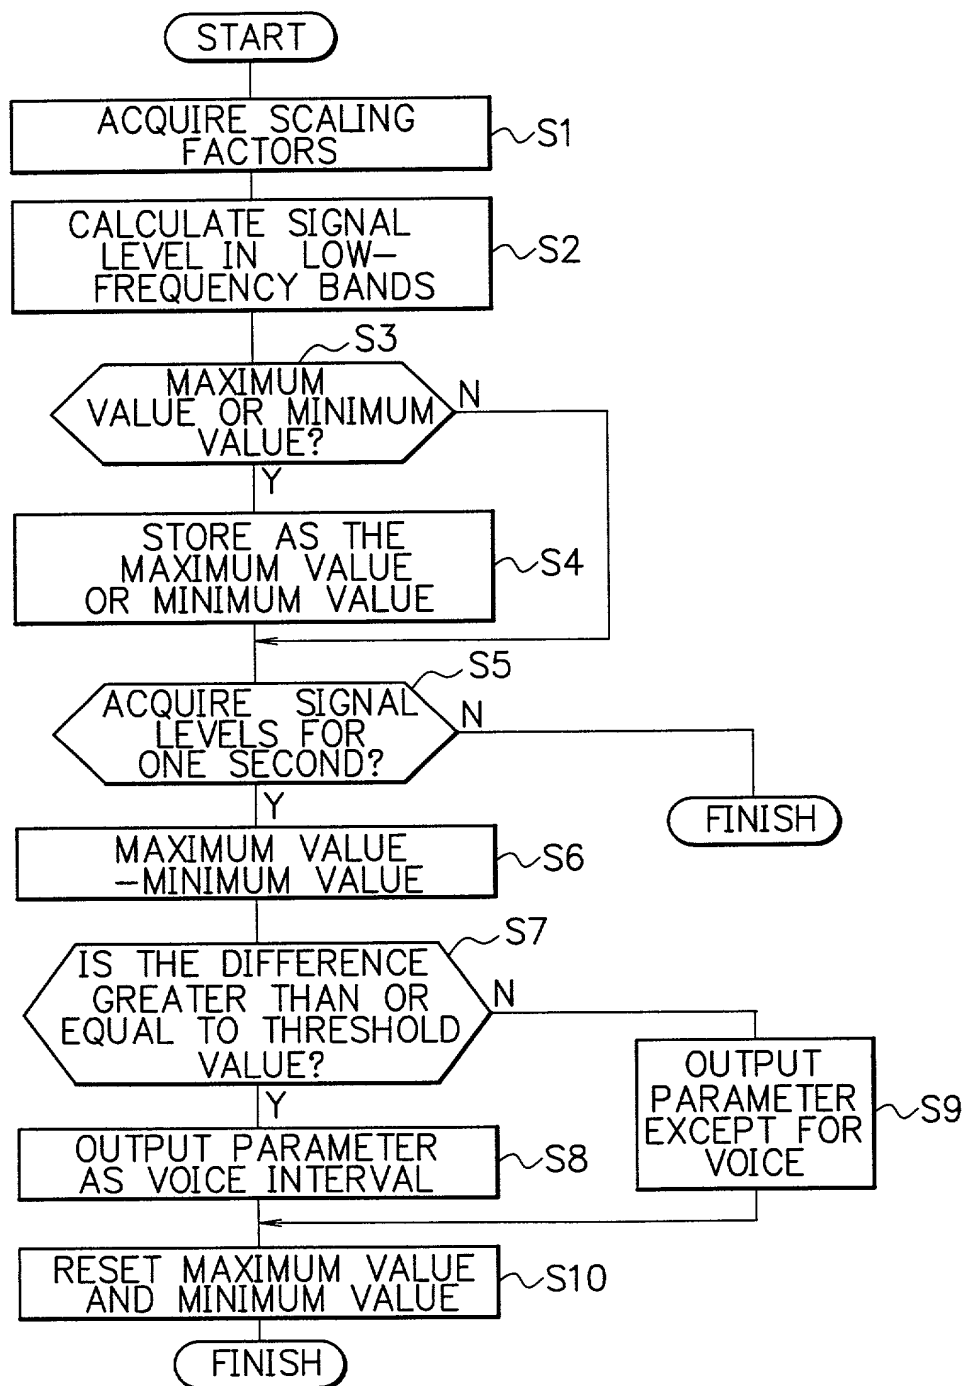 START
ACQUIRE SCALING
FACTORS
S1
CALCULATE SIGNAL
LEVEL IN LOW-
FREQUENCY BANDS
S2
S3
MAXIMUM
VALUE OR MINIMUM
VALUE?
N
Y
STORE AS THE
MAXIMUM VALUE
OR MINIMUM VALUE
S4
S5
ACQUIRE SIGNAL
LEVELS FOR
ONE SECOND?
N
Y
FINISH
MAXIMUM VALUE
-MINIMUM VALUE
S6
S7
IS THE DIFFERENCE
GREATER THAN OR
EQUAL TO THRESHOLD
VALUE?
N
Y
OUTPUT
PARAMETER
EXCEPT FOR
VOICE
S9
OUTPUT PARAMETER
AS VOICE INTERVAL
S8
RESET MAXIMUM VALUE
AND MINIMUM VALUE
S10
FINISH